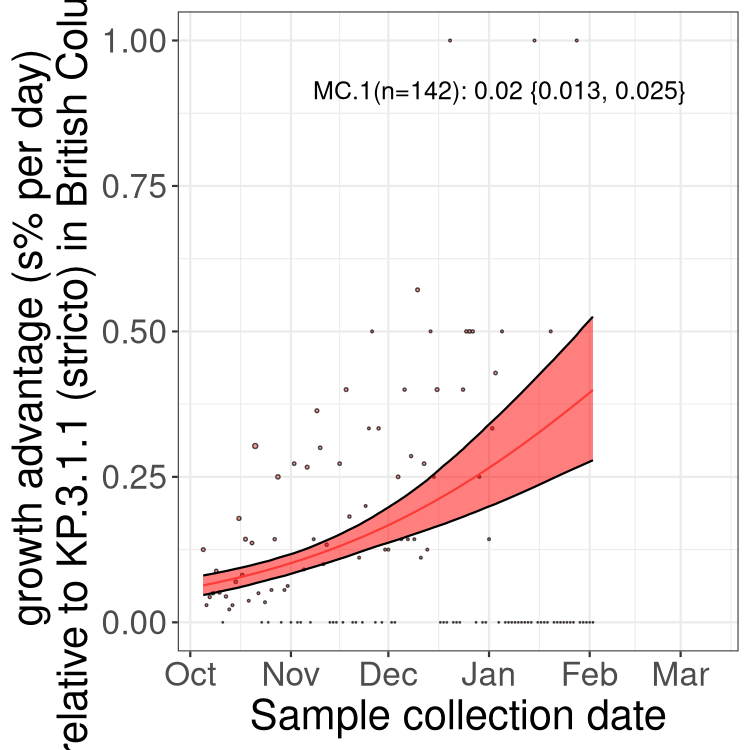 growth advantage (s% per day)
relative to KP.3.1.1 (stricto) in British Colu
1.00
0.75
0.50
0.25
0.00
MC.1(n=142): 0.02 {0.013, 0.025}
Oct Nov Dec Jan Feb Mar
Sample collection date